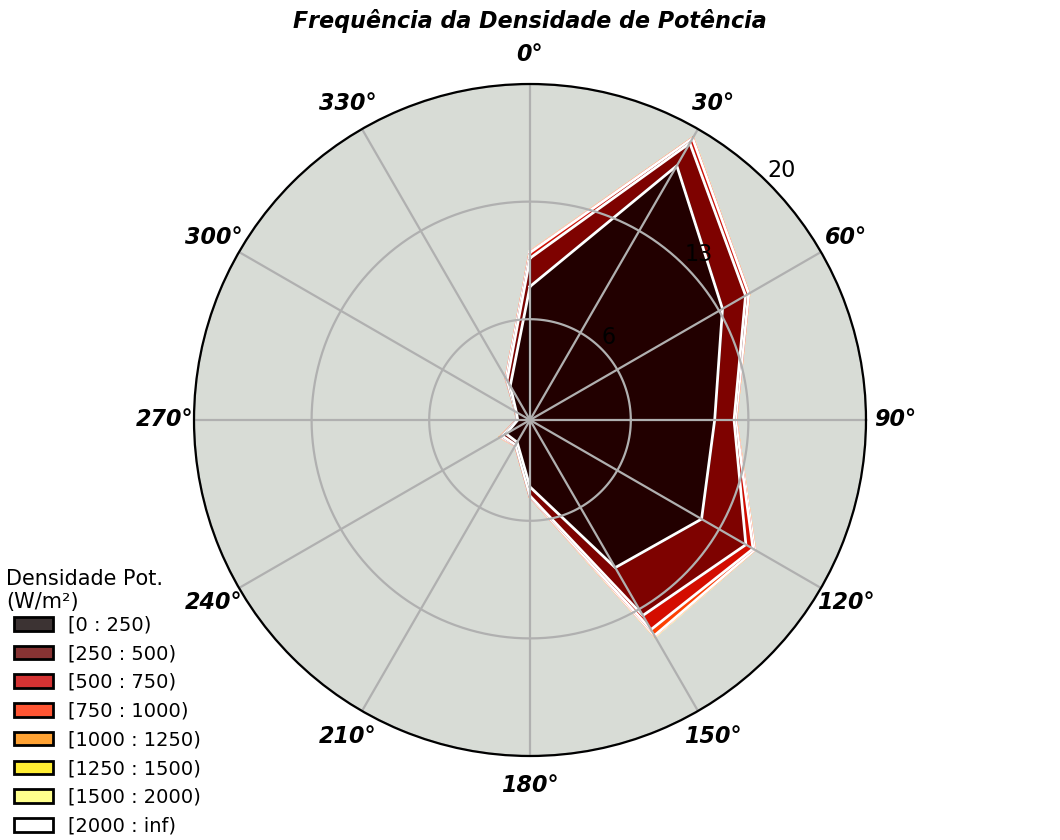 Frequência da Densidade de Potência
0°
330°
30°
20
300°
60°
13
6
270°
90°
240°
120°
210°
150°
180°
Densidade Pot.
(W/m²)
[0 : 250)
[250 : 500)
[500 : 750)
[750 : 1000)
[1000 : 1250)
[1250 : 1500)
[1500 : 2000)
[2000 : inf)